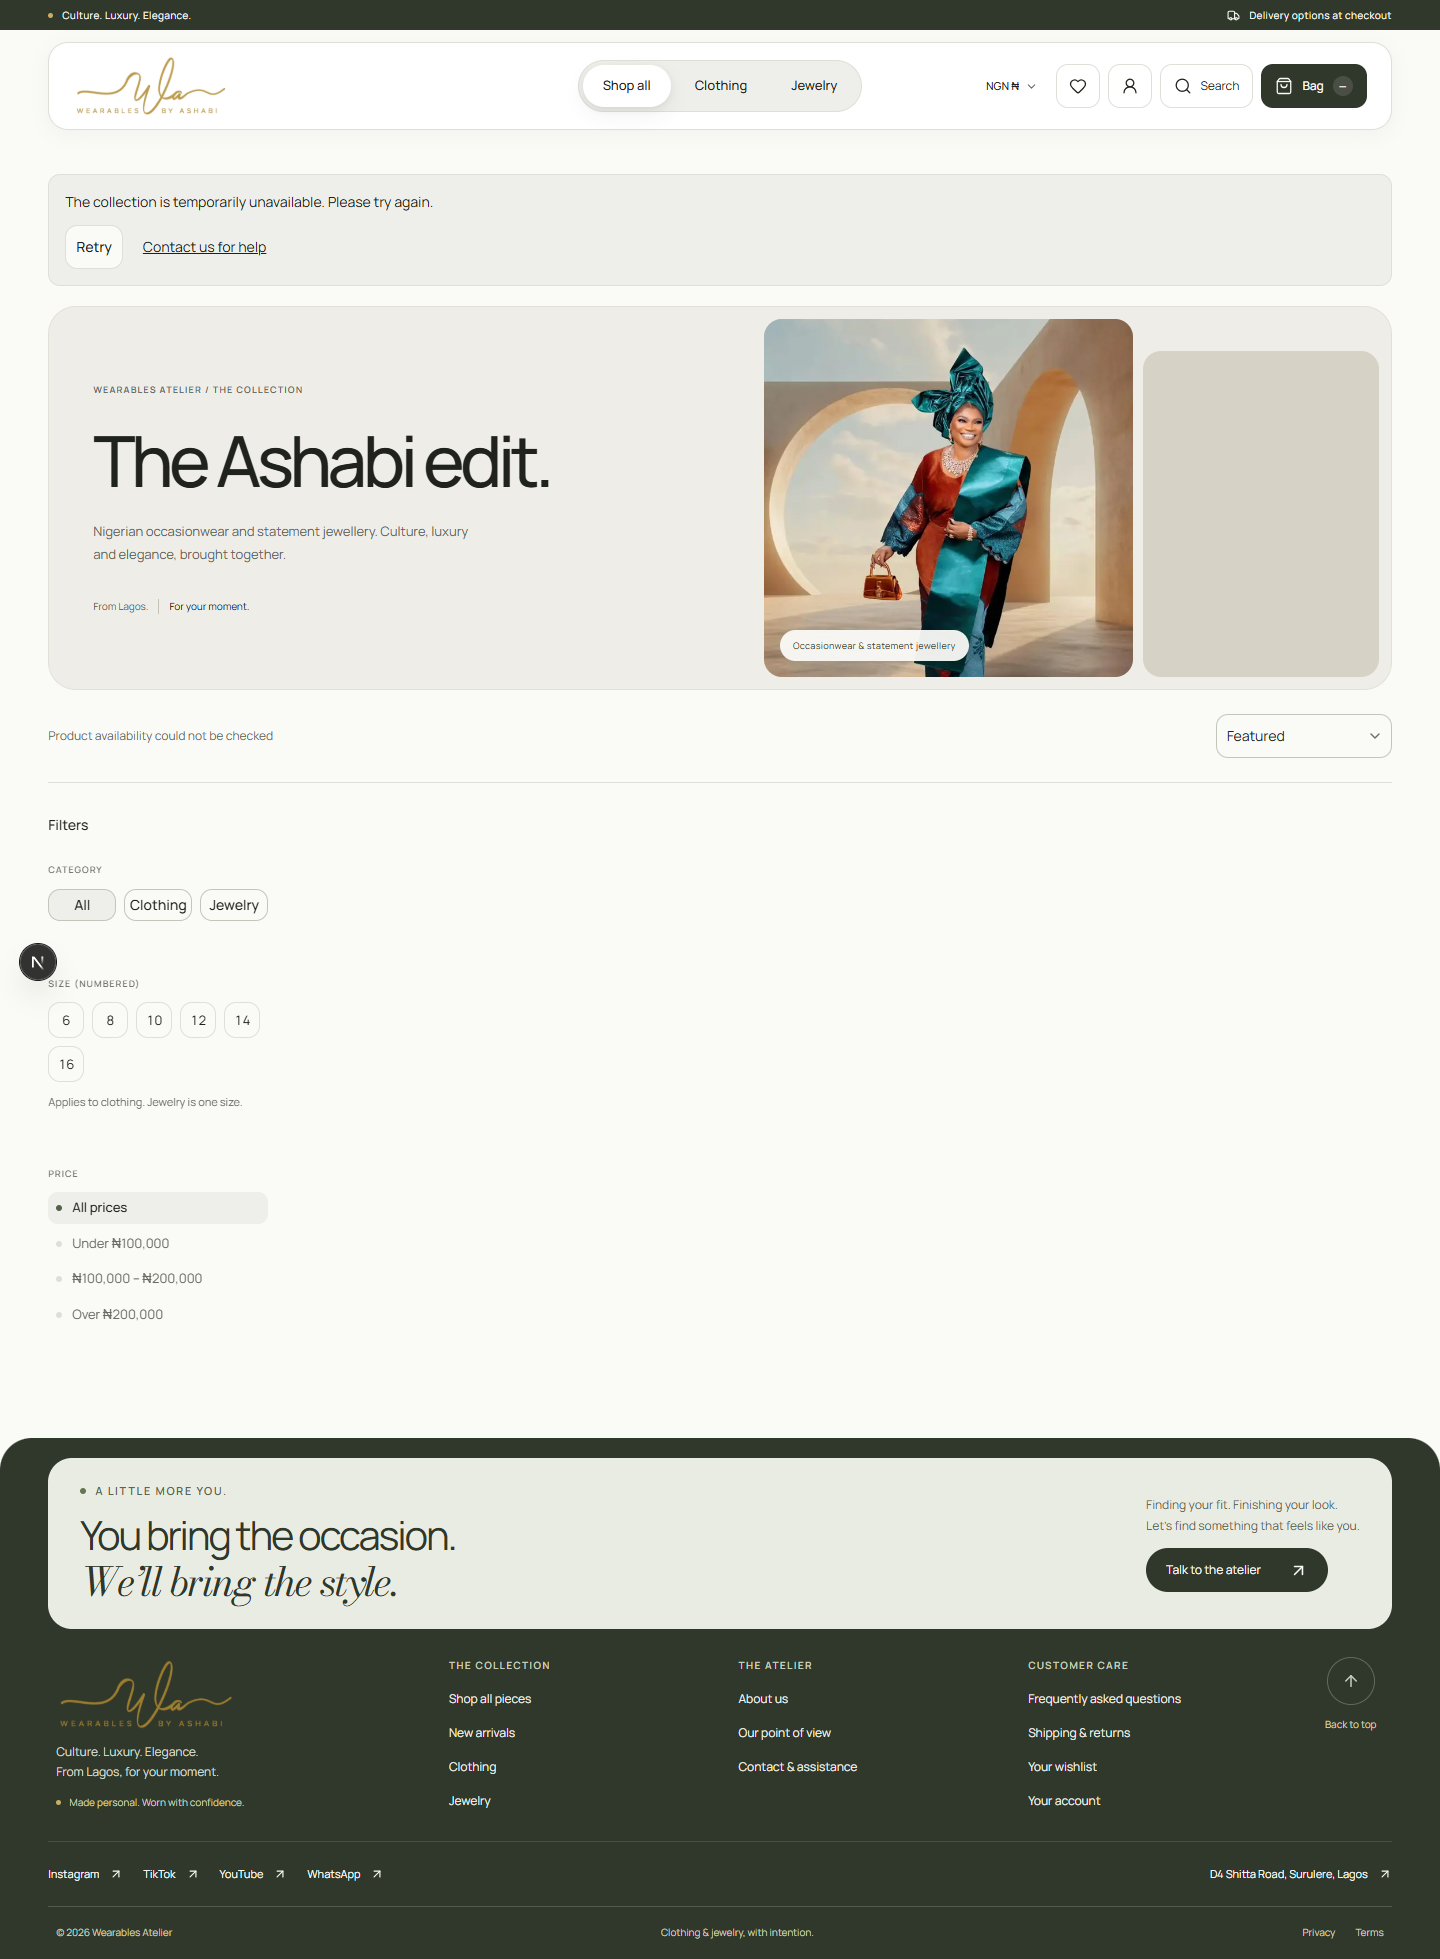 Culture. Luxury. Elegance.
Delivery options at checkout
Wa
WEARABLES BY ASHABI
Shop all
Clothing
Jewelry
NGN ₦
Search
Bag
–
The collection is temporarily unavailable. Please try again.
Retry
Contact us for help
WEARABLES ATELIER / THE COLLECTION
The Ashabi edit.
Nigerian occasionwear and statement jewellery. Culture, luxury
and elegance, brought together.
From Lagos.
For your moment.
Occasionwear & statement jewellery
Product availability could not be checked
Featured
Filters
CATEGORY
All
Clothing
Jewelry
N
SIZE (NUMBERED)
6
8
10
12
14
16
Applies to clothing. Jewelry is one size.
PRICE
All prices
Under ₦100,000
₦100,000 – ₦200,000
Over ₦200,000
A LITTLE MORE YOU.
You bring the occasion.
We’ll bring the style.
Finding your fit. Finishing your look.
Let’s find something that feels like you.
Talk to the atelier
Wa
WEARABLES BY ASHABI
Culture. Luxury. Elegance.
From Lagos, for your moment.
Made personal. Worn with confidence.
THE COLLECTION
Shop all pieces
New arrivals
Clothing
Jewelry
THE ATELIER
About us
Our point of view
Contact & assistance
CUSTOMER CARE
Frequently asked questions
Shipping & returns
Your wishlist
Your account
Back to top
Instagram
TikTok
YouTube
WhatsApp
D4 Shitta Road, Surulere, Lagos
© 2026 Wearables Atelier
Clothing & jewelry, with intention.
Privacy
Terms